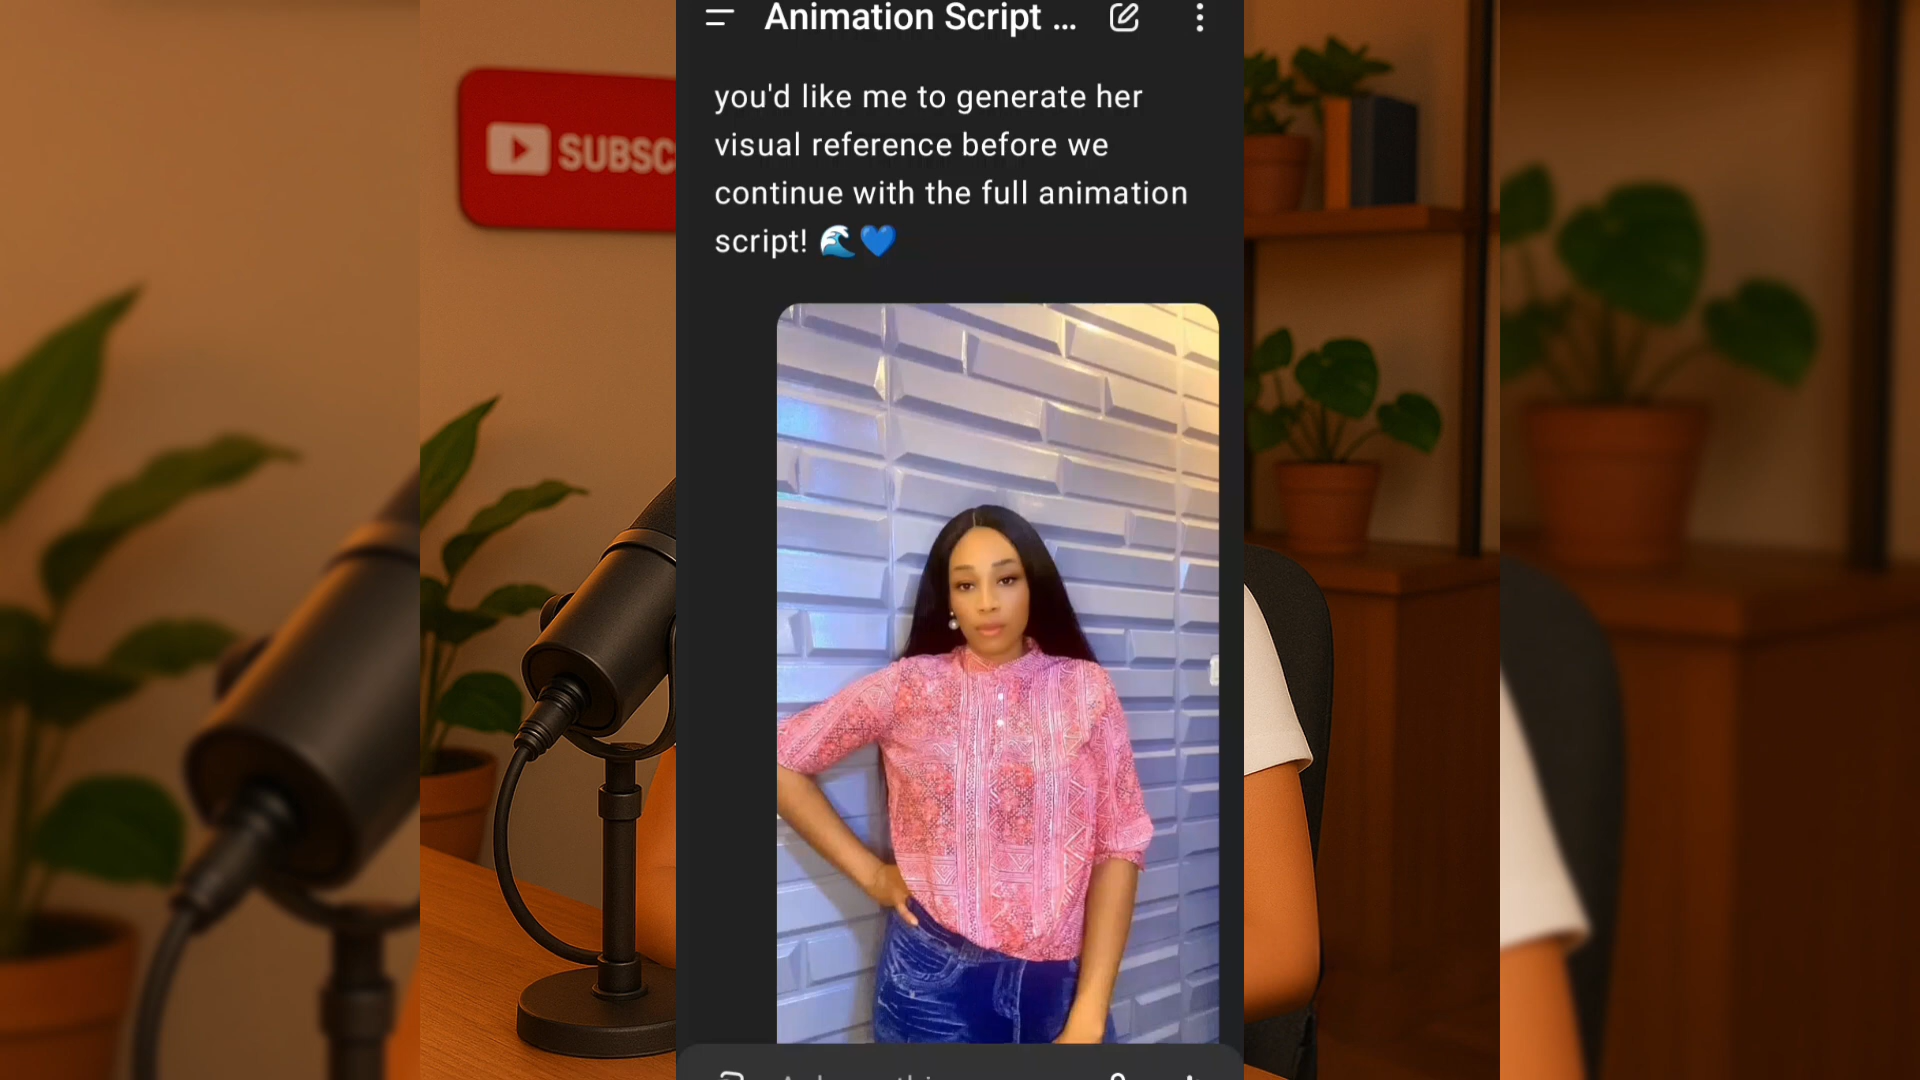 Animation Script ...
SUBSC
you'd like me to generate her
visual reference before we
continue with the full animation
script! 🌊💙